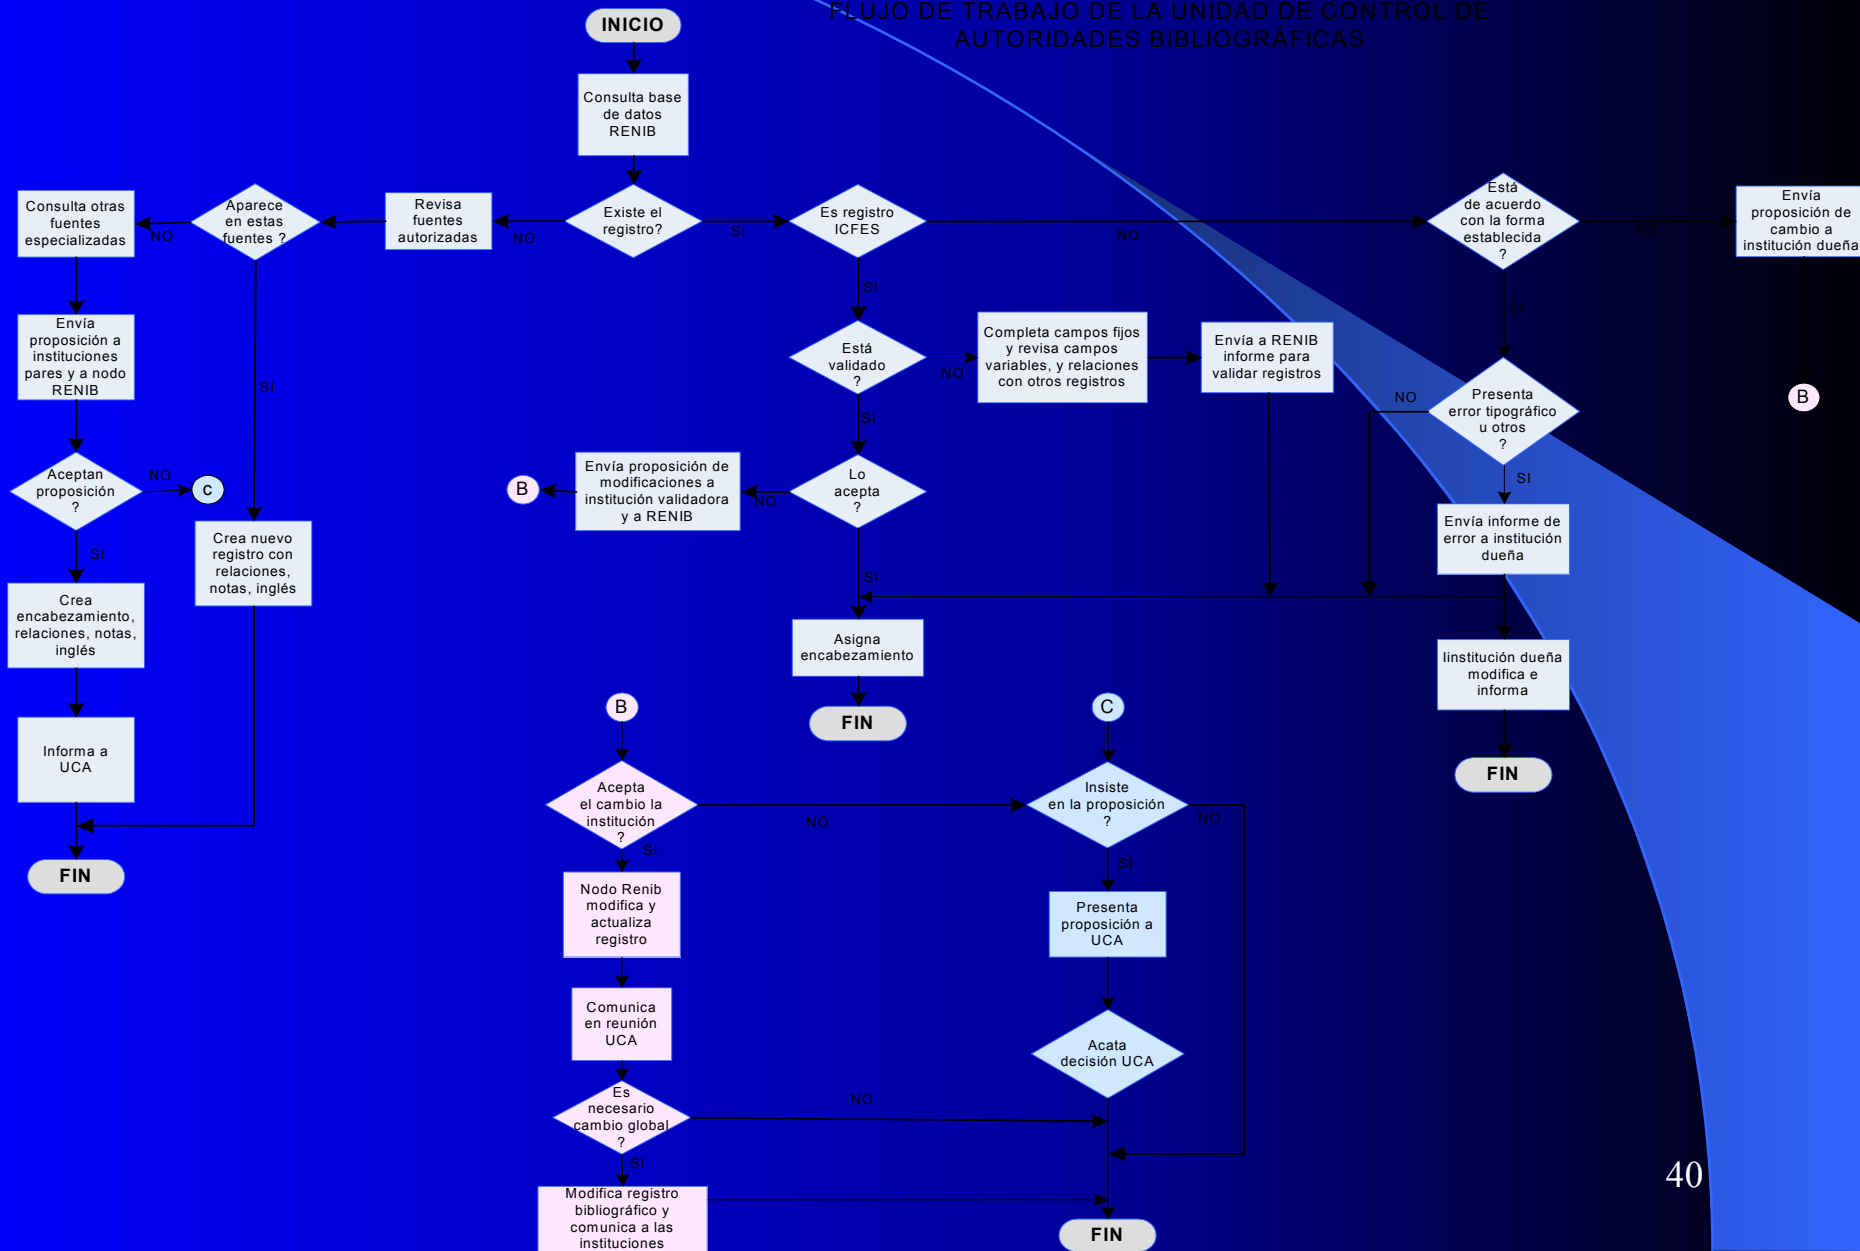 FLUJO DE TRABAJO DE LA UNIDAD DE CONTROL DE
AUTORIDADES BIBLIOGRÁFICAS
INICIO
Consulta base
de datos
RENIB
Existe el
registro?
NO
SI
Revisa
fuentes
autorizadas
Aparece
en estas
fuentes ?
NO
SI
Consulta otras
fuentes
especializadas
Envía
proposición a
instituciones
pares y a nodo
RENIB
Aceptan
proposición
?
NO
c
SI
Crea
encabezamiento,
relaciones, notas,
inglés
Informa a
UCA
FIN
Crea nuevo
registro con
relaciones,
notas, inglés
Es registro
ICFES
NO
SI
Está
validado
?
NO
SI
Completa campos fijos
y revisa campos
variables, y relaciones
con otros registros
Envía a RENIB
informe para
validar registros
Lo
acepta
?
NO
SI
Envía proposición de
modificaciones a
institución validadora
y a RENIB
B
Asigna
encabezamiento
FIN
Está
de acuerdo
con la forma
establecida
?
NO
SI
Envía
proposición de
cambio a
institución dueña
B
Presenta
error tipográfico
u otros
?
NO
SI
Envía informe de
error a institución
dueña
Iinstitución dueña
modifica e
informa
FIN
B
Acepta
el cambio la
institución
?
NO
SI
Nodo Renib
modifica y
actualiza
registro
Comunica
en reunión
UCA
Es
necesario
cambio global
?
NO
SI
Modifica registro
bibliográfico y
comunica a las
instituciones
C
Insiste
en la proposición
?
NO
SI
Presenta
proposición a
UCA
Acata
decisión UCA
FIN
40